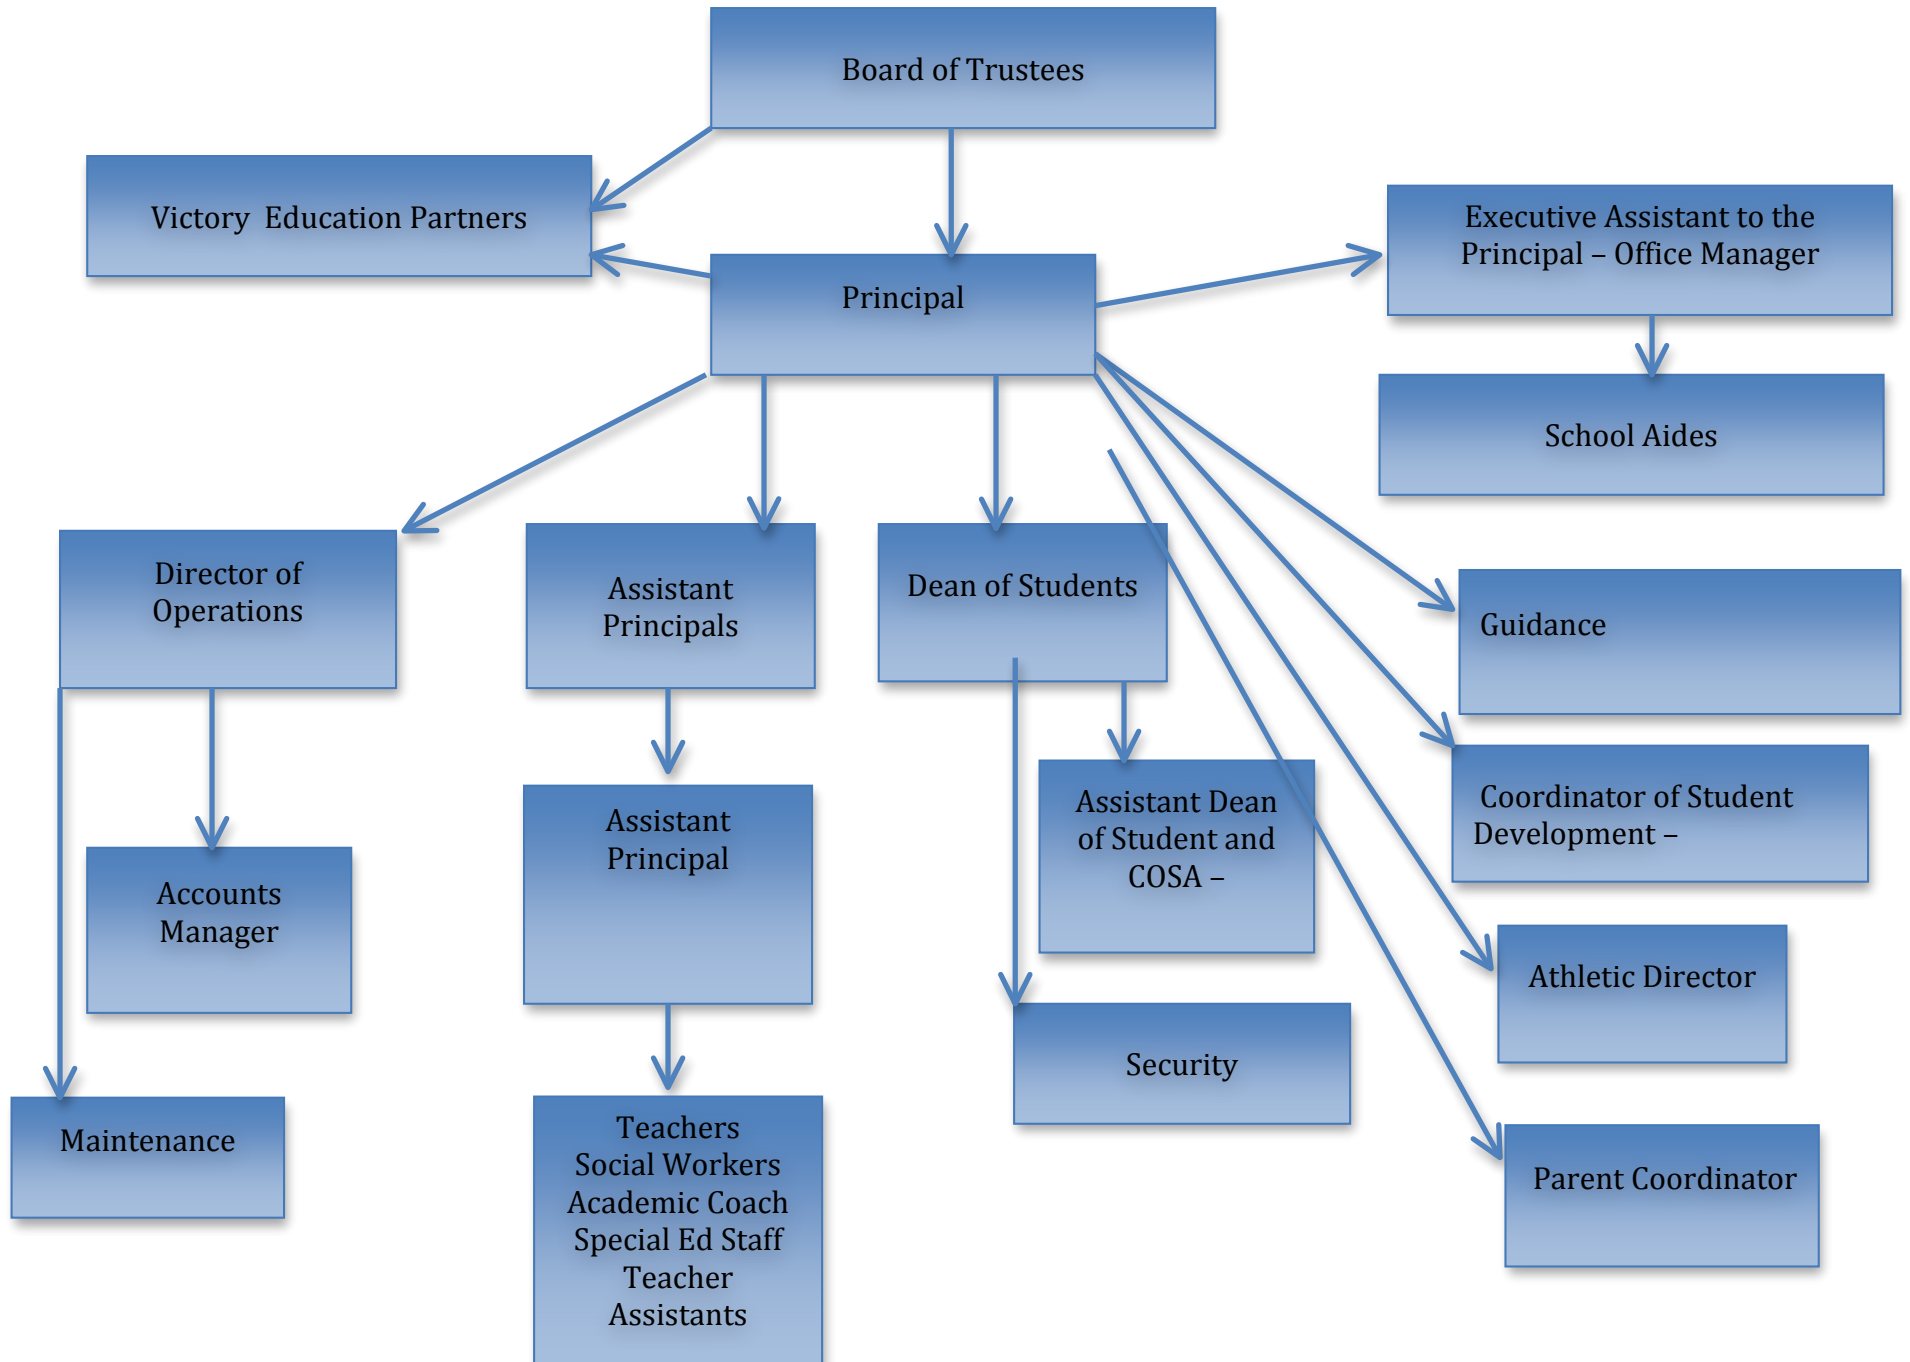 Board of Trustees
Victory  Education Partners
Executive Assistant to the
Principal – Office Manager
Principal
School Aides
Director of
Operations
Assistant
Principals
Dean of Students
Guidance
Assistant
Principal
Assistant Dean
of Student and
COSA –
Coordinator of Student
Development –
Accounts
Manager
Athletic Director
Security
Maintenance
Teachers
Social Workers
Academic Coach
Special Ed Staff
Teacher
Assistants
Parent Coordinator